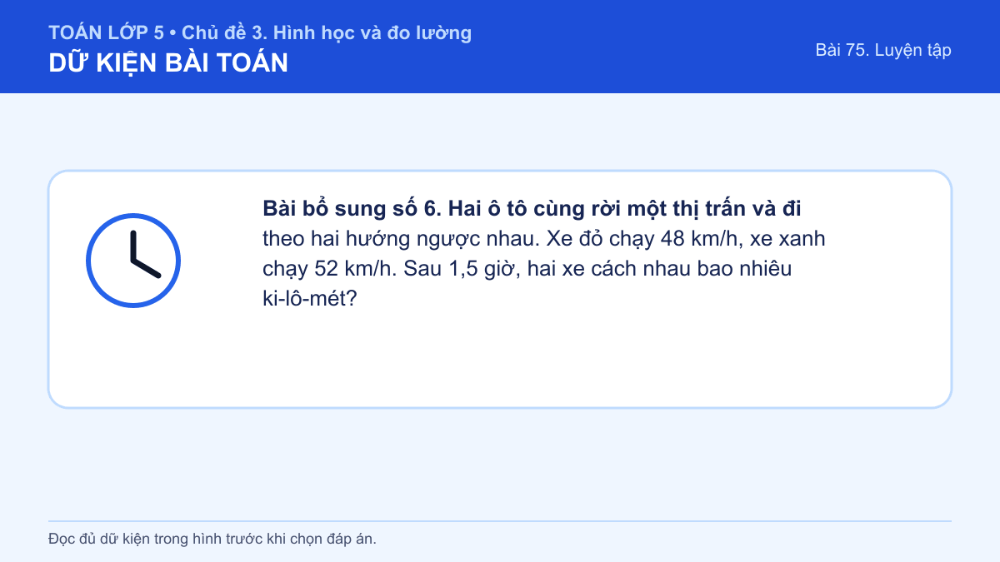 TOÁN LỚP 5 • Chủ đề 3. Hình học và đo lường
DỮ KIỆN BÀI TOÁN
Bài 75. Luyện tập
Bài bổ sung số 6. Hai ô tô cùng rời một thị trấn và đi
theo hai hướng ngược nhau. Xe đỏ chạy 48 km/h, xe xanh
chạy 52 km/h. Sau 1,5 giờ, hai xe cách nhau bao nhiêu
ki-lô-mét?
Đọc đủ dữ kiện trong hình trước khi chọn đáp án.